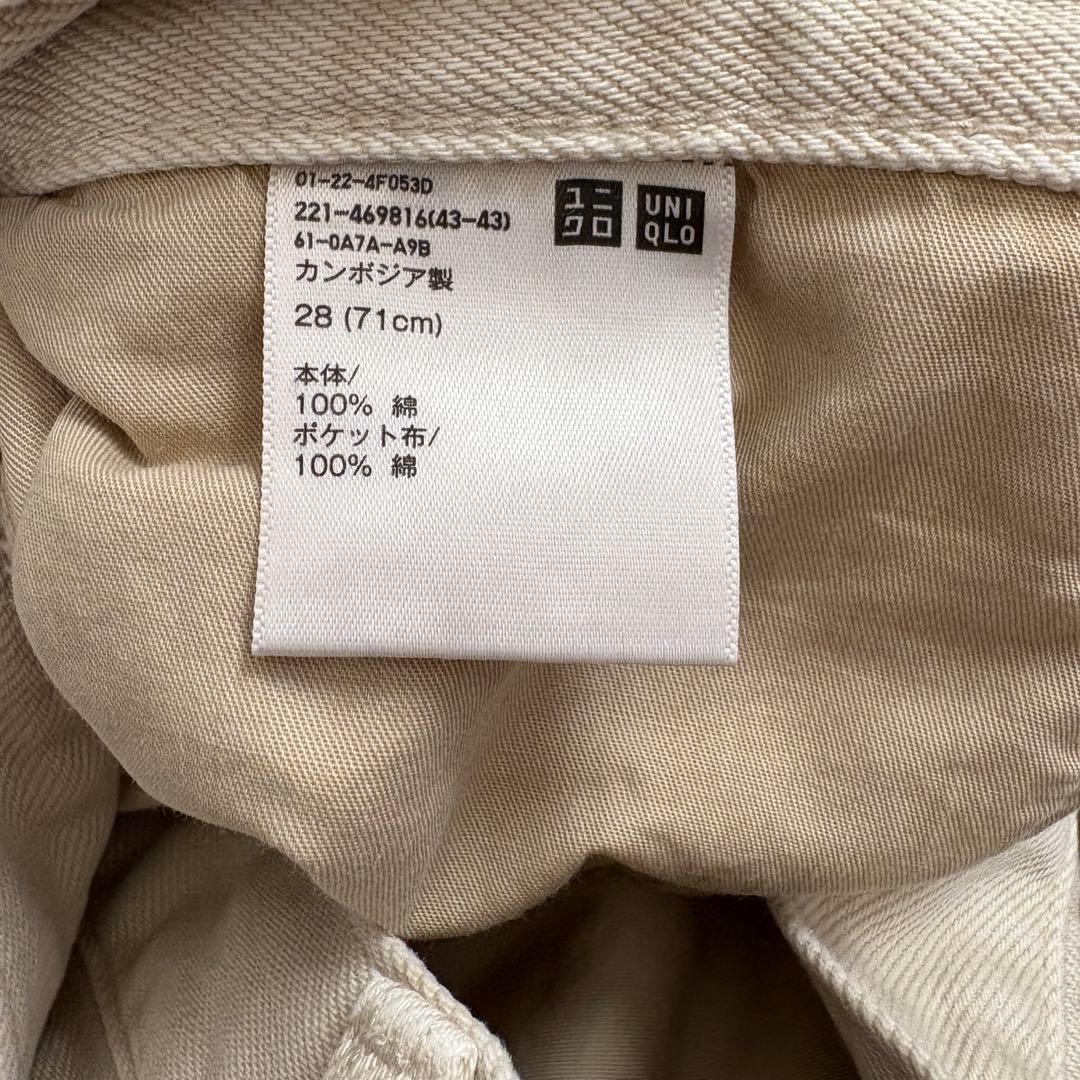 01-22-4F053D
221-469816(43-43)
61-0A7A-A9B
カンボジア製
28 (71cm)
本体/
100% 綿
ポケット布/
100% 綿
ユニ
クロ
UNI
QLO